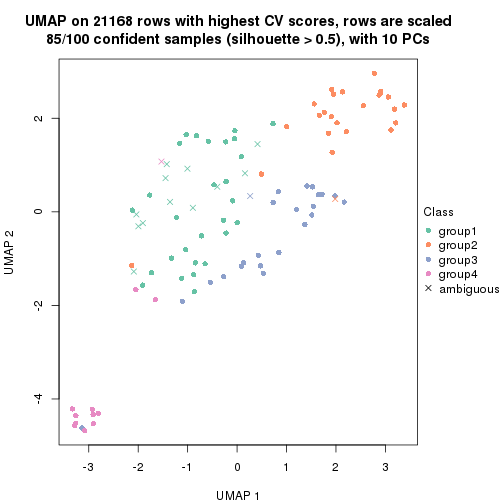 UMAP on 21168 rows with highest CV scores, rows are scaled
85/100 confident samples (silhouette > 0.5), with 10 PCs
2
0
-2
-4
UMAP 2
-3 -2 -1 0 1 2 3
UMAP 1
Class
group1
group2
group3
group4
ambiguous